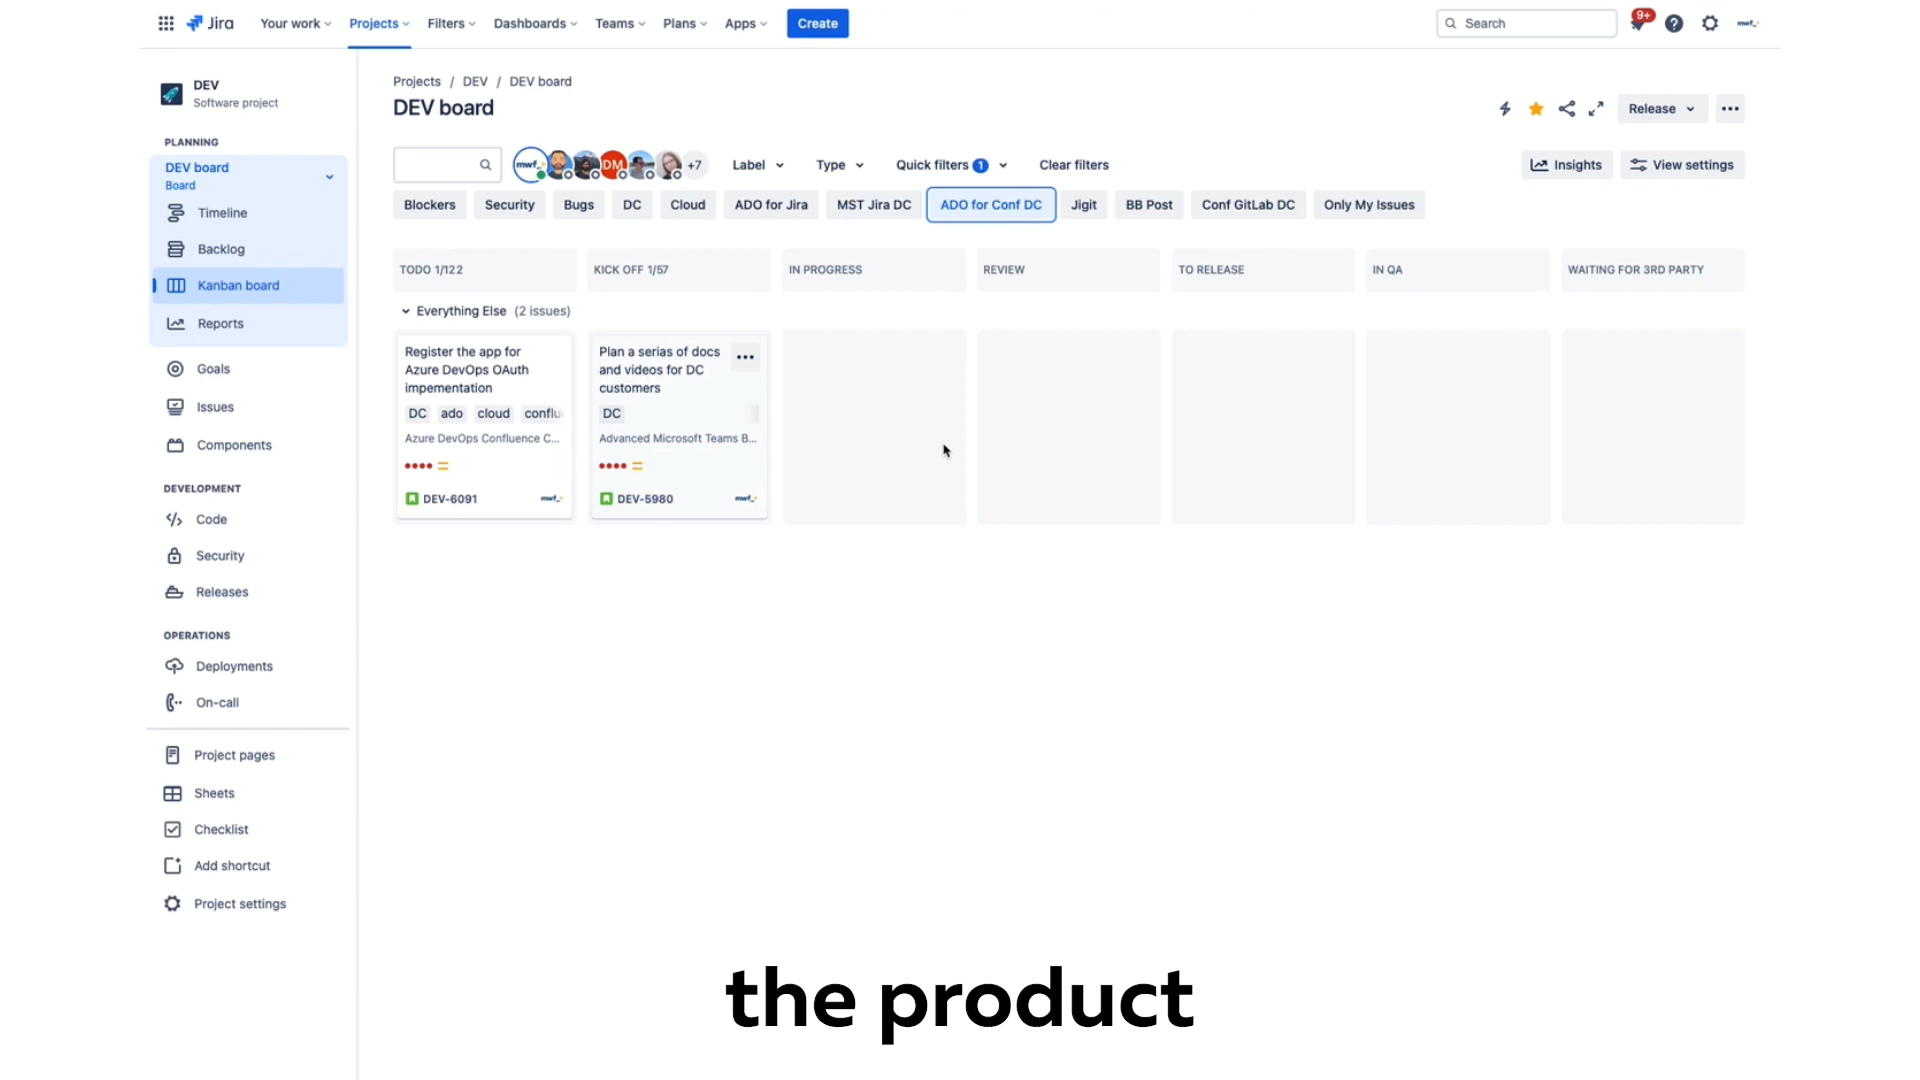 Jira
Your work
Projects
Filters
Dashboards
Teams
Plans
Apps
Create
Search
9+
mwf_
DEV
Software project
PLANNING
DEV board
Board
Timeline
Backlog
Kanban board
Reports
Goals
Issues
Components
DEVELOPMENT
Code
Security
Releases
OPERATIONS
Deployments
On-call
Project pages
Sheets
Checklist
Add shortcut
Project settings
Projects / DEV / DEV board
DEV board
Release
mwf_
DM
+7
Label
Type
Quick filters 1
Clear filters
Insights
View settings
Blockers
Security
Bugs
DC
Cloud
ADO for Jira
MST Jira DC
ADO for Conf DC
Jigit
BB Post
Conf GitLab DC
Only My Issues
TODO 1/122
KICK OFF 1/57
IN PROGRESS
REVIEW
TO RELEASE
IN QA
WAITING FOR 3RD PARTY
Everything Else (2 issues)
Register the app for
Azure DevOps OAuth
impementation
DC ado cloud conflu
Azure DevOps Confluence C...
DEV-6091
mwf_
Plan a serias of docs
and videos for DC
customers
DC
Advanced Microsoft Teams B...
DEV-5980
mwf_
the product